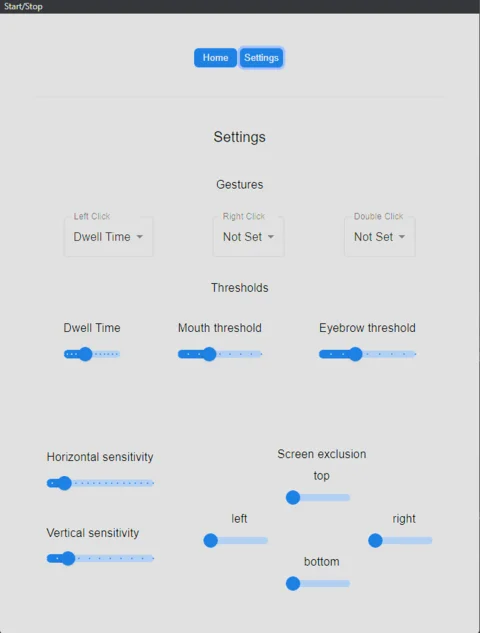 Start/Stop
Home Settings
Settings
Gestures
Left Click Right Click Double Click
Dwell Time Not Set Not Set
Thresholds
Dwell Time Mouth threshold Eyebrow threshold
Horizontal sensitivity
Screen exclusion
top
left right
Vertical sensitivity
bottom